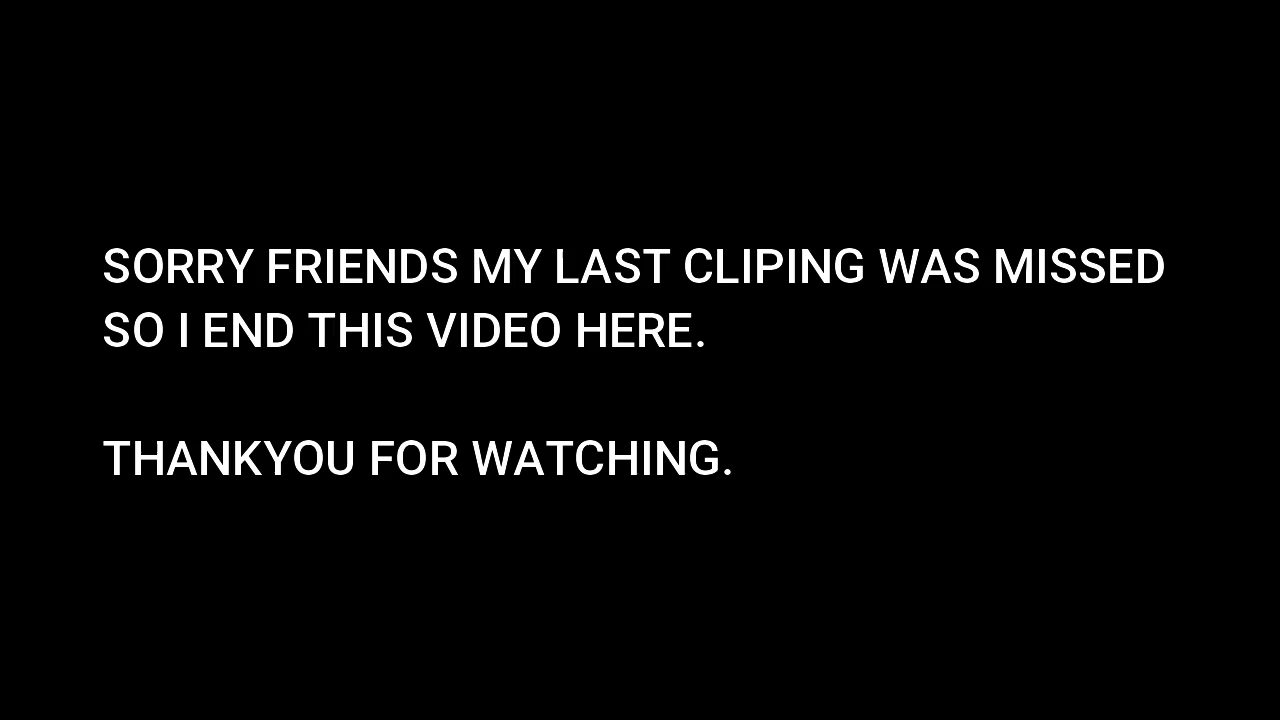 SORRY FRIENDS MY LAST CLIPING WAS MISSED
SO I END THIS VIDEO HERE.
THANKYOU FOR WATCHING.